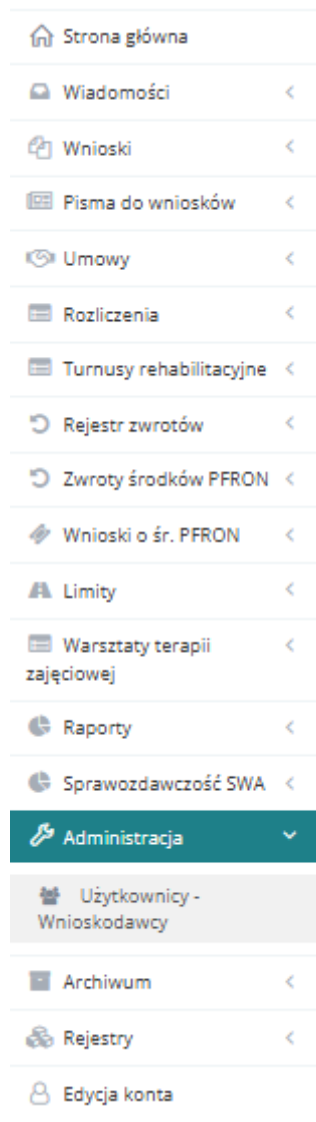 Strona główna
Wiadomości
Wnioski
Pisma do wniosków
Umowy
Rozliczenia
Turnusy rehabilitacyjne
Rejestr zwrotów
Zwroty środków PFRON
Wnioski o śr. PFRON
Limity
Warsztaty terapii
zajęciowej
Raporty
Sprawozdawczość SWA
Administracja
Użytkownicy -
Wnioskodawcy
Archiwum
Rejestry
Edycja konta